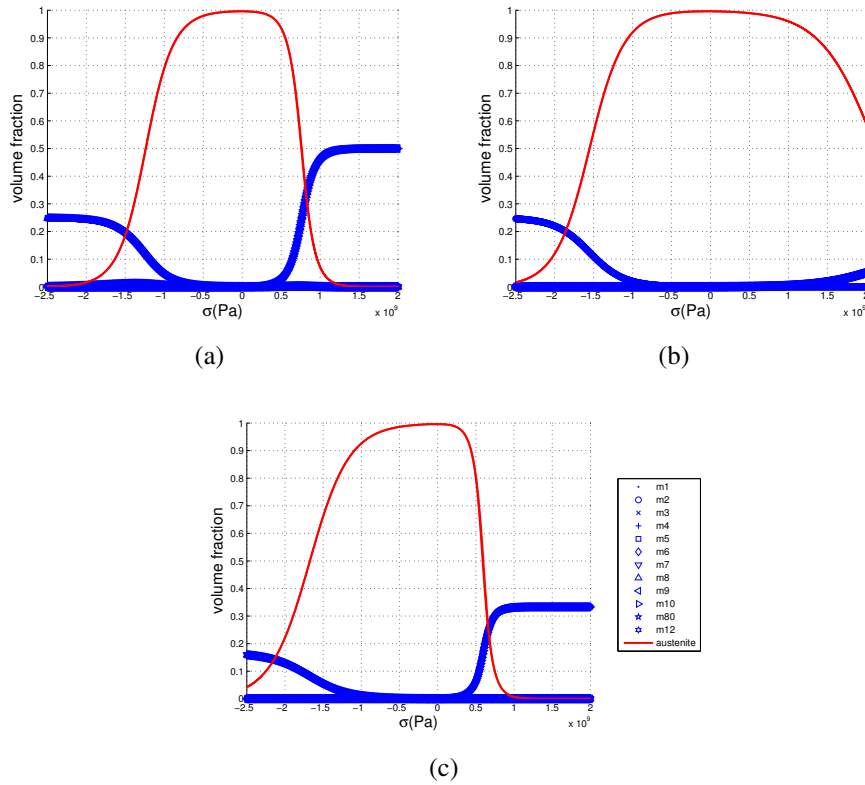 1
0.9
0.8
0.7
0.6
0.5
0.4
0.3
0.2
0.1
0
volume fraction
-2.5 -2 -1.5 -1 -0.5 0 0.5 1 1.5 2
σ(Pa)
x 10⁹
(a)
1
0.9
0.8
0.7
0.6
0.5
0.4
0.3
0.2
0.1
0
volume fraction
-2.5 -2 -1.5 -1 -0.5 0 0.5 1 1.5 2
σ(Pa)
x 10⁹
(b)
1
0.9
0.8
0.7
0.6
0.5
0.4
0.3
0.2
0.1
0
volume fraction
-2.5 -2 -1.5 -1 -0.5 0 0.5 1 1.5 2
σ(Pa)
x 10⁹
m1
m2
m3
m4
m5
m6
m7
m8
m9
m10
m80
m12
austenite
(c)